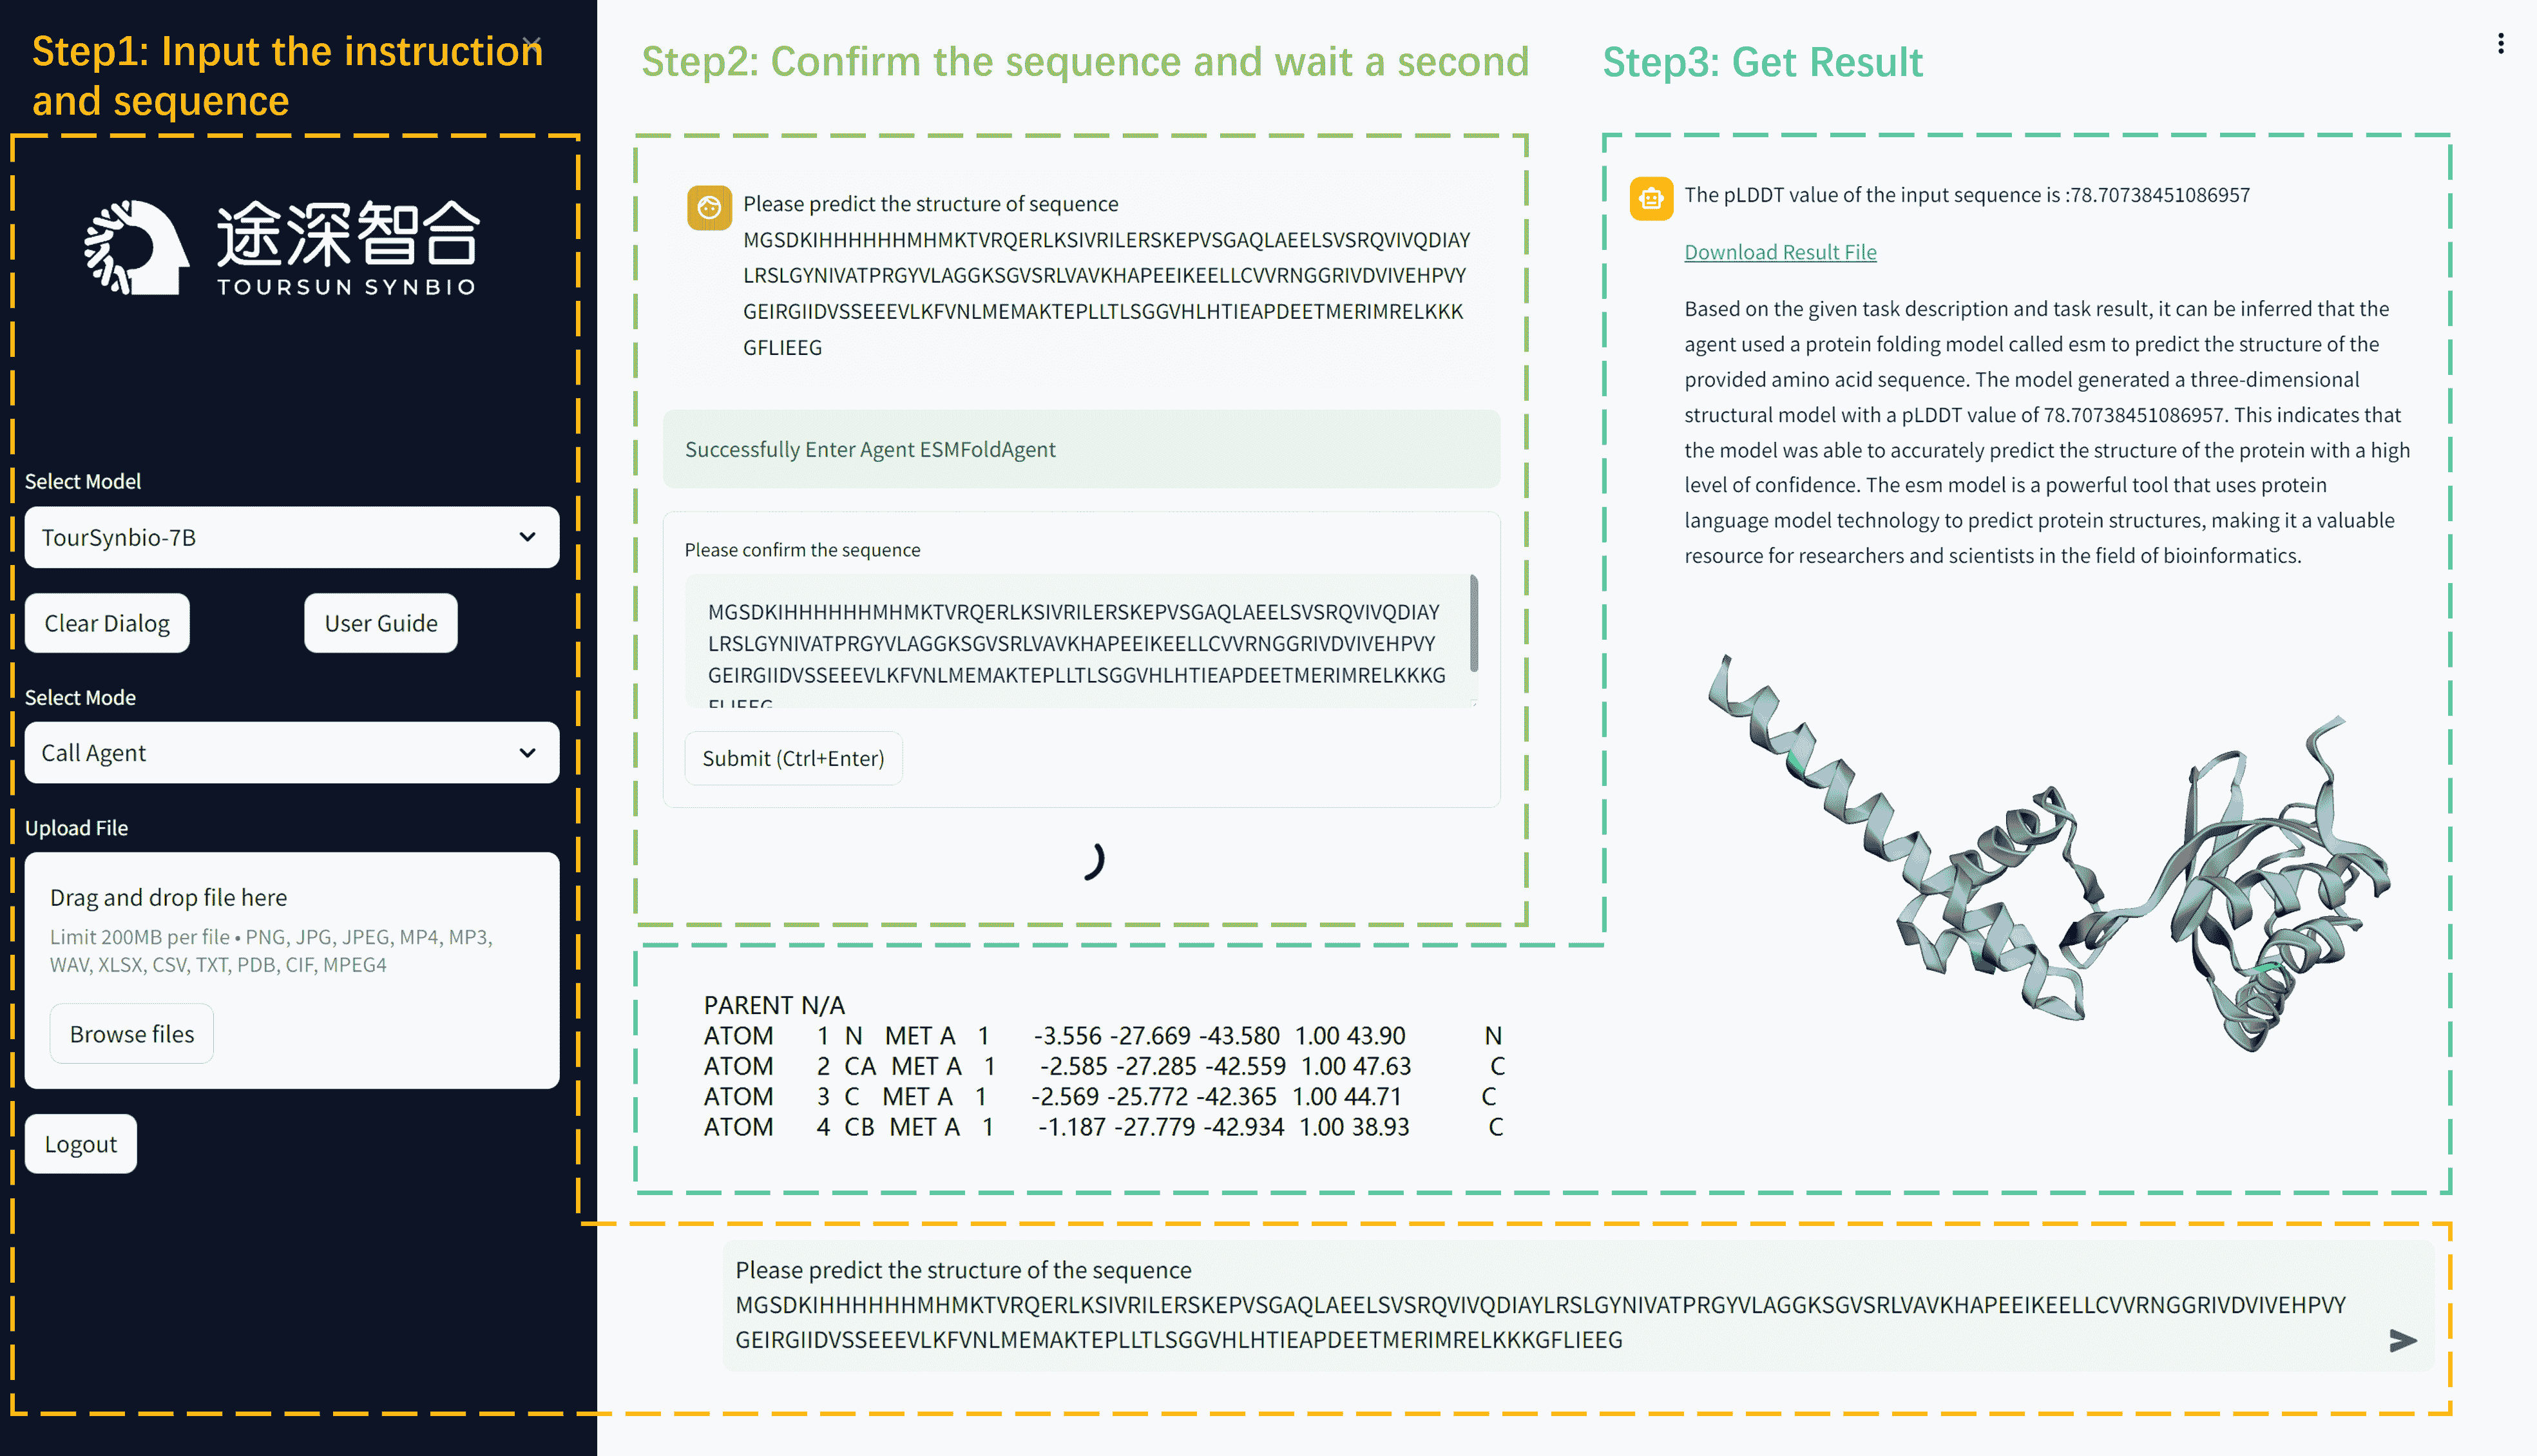 Step1: Input the instruction
and sequence
途深智合
TOURSUN SYNBIO
Select Model
TourSynbio-7B
Clear Dialog
User Guide
Select Mode
Call Agent
Upload File
Drag and drop file here
Limit 200MB per file • PNG, JPG, JPEG, MP4, MP3,
WAV, XLSX, CSV, TXT, PDB, CIF, MPEG4
Browse files
Logout
Step2: Confirm the sequence and wait a second
Please predict the structure of sequence
MGSDKIHHHHHHMHMKTVRQERLKSIVRILERSKEPVSGAQLAEELSVSRQVIVQDIAY
LRSLGYNIVATPRGYVLAGGKSGVSRLVAVKHAPEEIKEELLCVVRNGGRIVDVIVEHPVY
GEIRGIIDVSSEEEVLKFVNLMEMAKTEPLLTLSGGVHLHTIEAPDEETMERIMRELKKK
GFLIEEG
Successfully Enter Agent ESMFoldAgent
Please confirm the sequence
MGSDKIHHHHHHMHMKTVRQERLKSIVRILERSKEPVSGAQLAEELSVSRQVIVQDIAY
LRSLGYNIVATPRGYVLAGGKSGVSRLVAVKHAPEEIKEELLCVVRNGGRIVDVIVEHPVY
GEIRGIIDVSSEEEVLKFVNLMEMAKTEPLLTLSGGVHLHTIEAPDEETMERIMRELKKKG
FLIEEG
Submit (Ctrl+Enter)
Step3: Get Result
The pLDDT value of the input sequence is :78.70738451086957
Download Result File
Based on the given task description and task result, it can be inferred that the
agent used a protein folding model called esm to predict the structure of the
provided amino acid sequence. The model generated a three-dimensional
structural model with a pLDDT value of 78.70738451086957. This indicates that
the model was able to accurately predict the structure of the protein with a high
level of confidence. The esm model is a powerful tool that uses protein
language model technology to predict protein structures, making it a valuable
resource for researchers and scientists in the field of bioinformatics.
PARENT N/A
ATOM 1 N MET A 1 -3.556 -27.669 -43.580 1.00 43.90 N
ATOM 2 CA MET A 1 -2.585 -27.285 -42.559 1.00 47.63 C
ATOM 3 C MET A 1 -2.569 -25.772 -42.365 1.00 44.71 C
ATOM 4 CB MET A 1 -1.187 -27.779 -42.934 1.00 38.93 C
Please predict the structure of the sequence
MGSDKIHHHHHHMHMKTVRQERLKSIVRILERSKEPVSGAQLAEELSVSRQVIVQDIAYLRSLGYNIVATPRGYVLAGGKSGVSRLVAVKHAPEEIKEELLCVVRNGGRIVDVIVEHPVY
GEIRGIIDVSSEEEVLKFVNLMEMAKTEPLLTLSGGVHLHTIEAPDEETMERIMRELKKKGFLIEEG